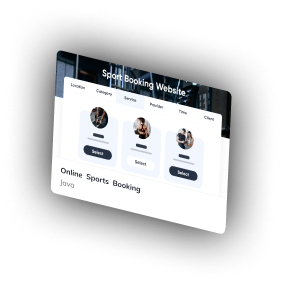 Sport Booking Website.
Location Category Service Provider Time Client
Select Select Select
Online Sports Booking
java